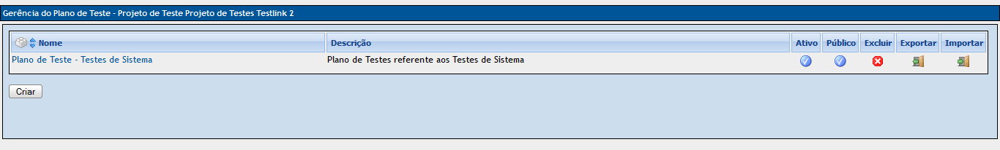 Gerência do Plano de Teste - Projeto de Teste Projeto de Testes Testlink 2
Nome Descrição Ativo Público Excluir Exportar Importar
Plano de Teste - Testes de Sistema Plano de Testes referente aos Testes de Sistema
Criar